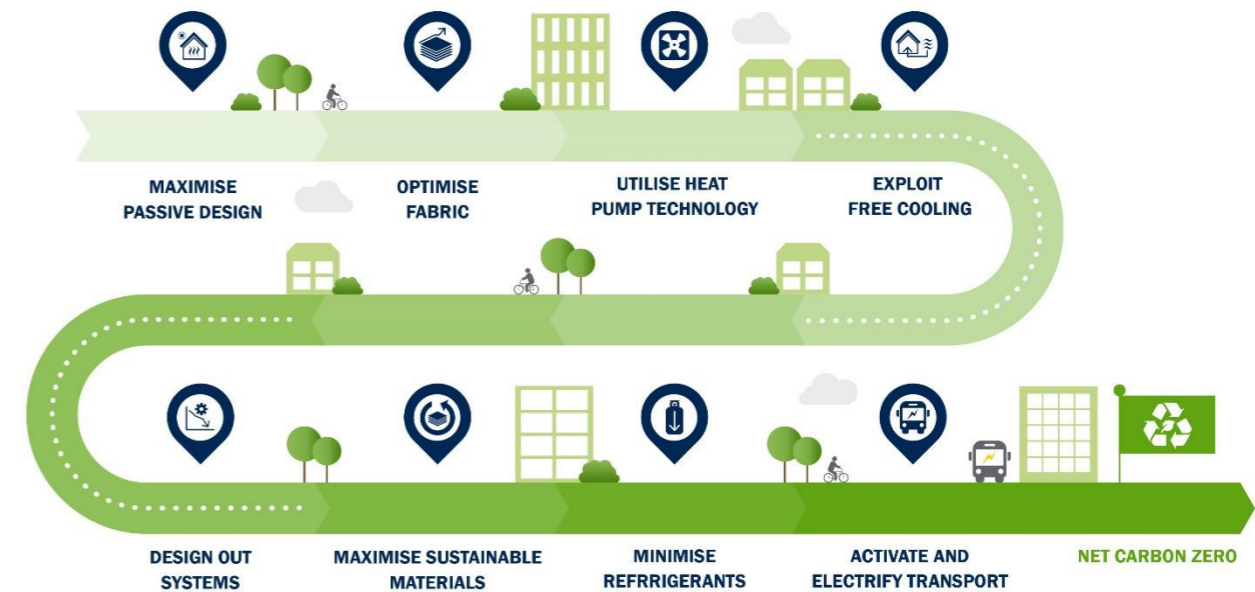 MAXIMISE
PASSIVE DESIGN
OPTIMISE
FABRIC
UTILISE HEAT
PUMP TECHNOLOGY
EXPLOIT
FREE COOLING
DESIGN OUT
SYSTEMS
MAXIMISE SUSTAINABLE
MATERIALS
MINIMISE
REFRRIGERANTS
ACTIVATE AND
ELECTRIFY TRANSPORT
NET CARBON ZERO